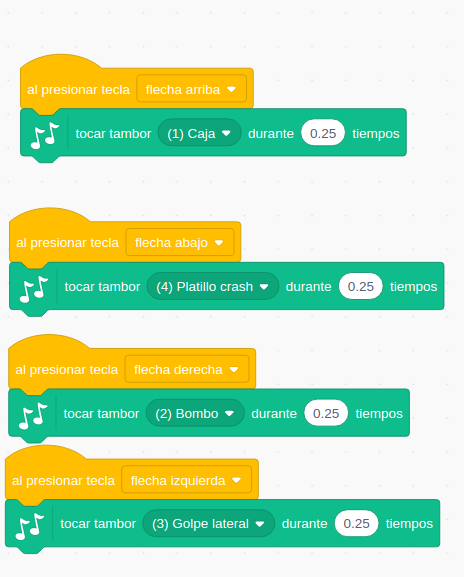 al presionar tecla flecha arriba
tocar tambor (1) Caja durante 0.25 tiempos
al presionar tecla flecha abajo
tocar tambor (4) Platillo crash durante 0.25 tiempos
al presionar tecla flecha derecha
tocar tambor (2) Bombo durante 0.25 tiempos
al presionar tecla flecha izquierda
tocar tambor (3) Golpe lateral durante 0.25 tiempos